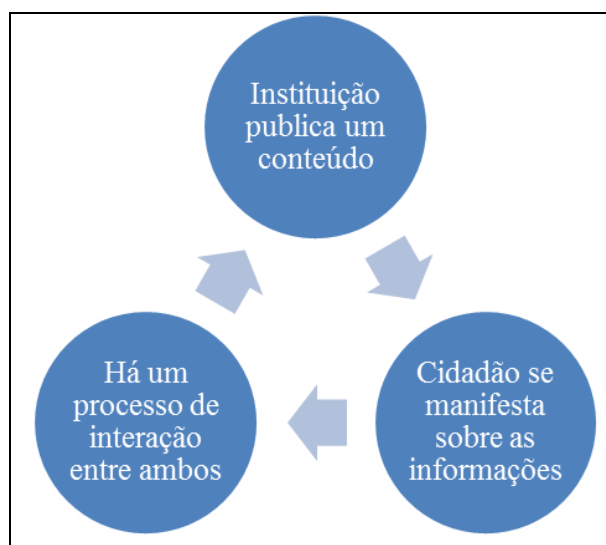 Instituição
publica um
conteúdo
Cidadão se
manifesta
sobre as
informações
Há um
processo de
interação
entre ambos